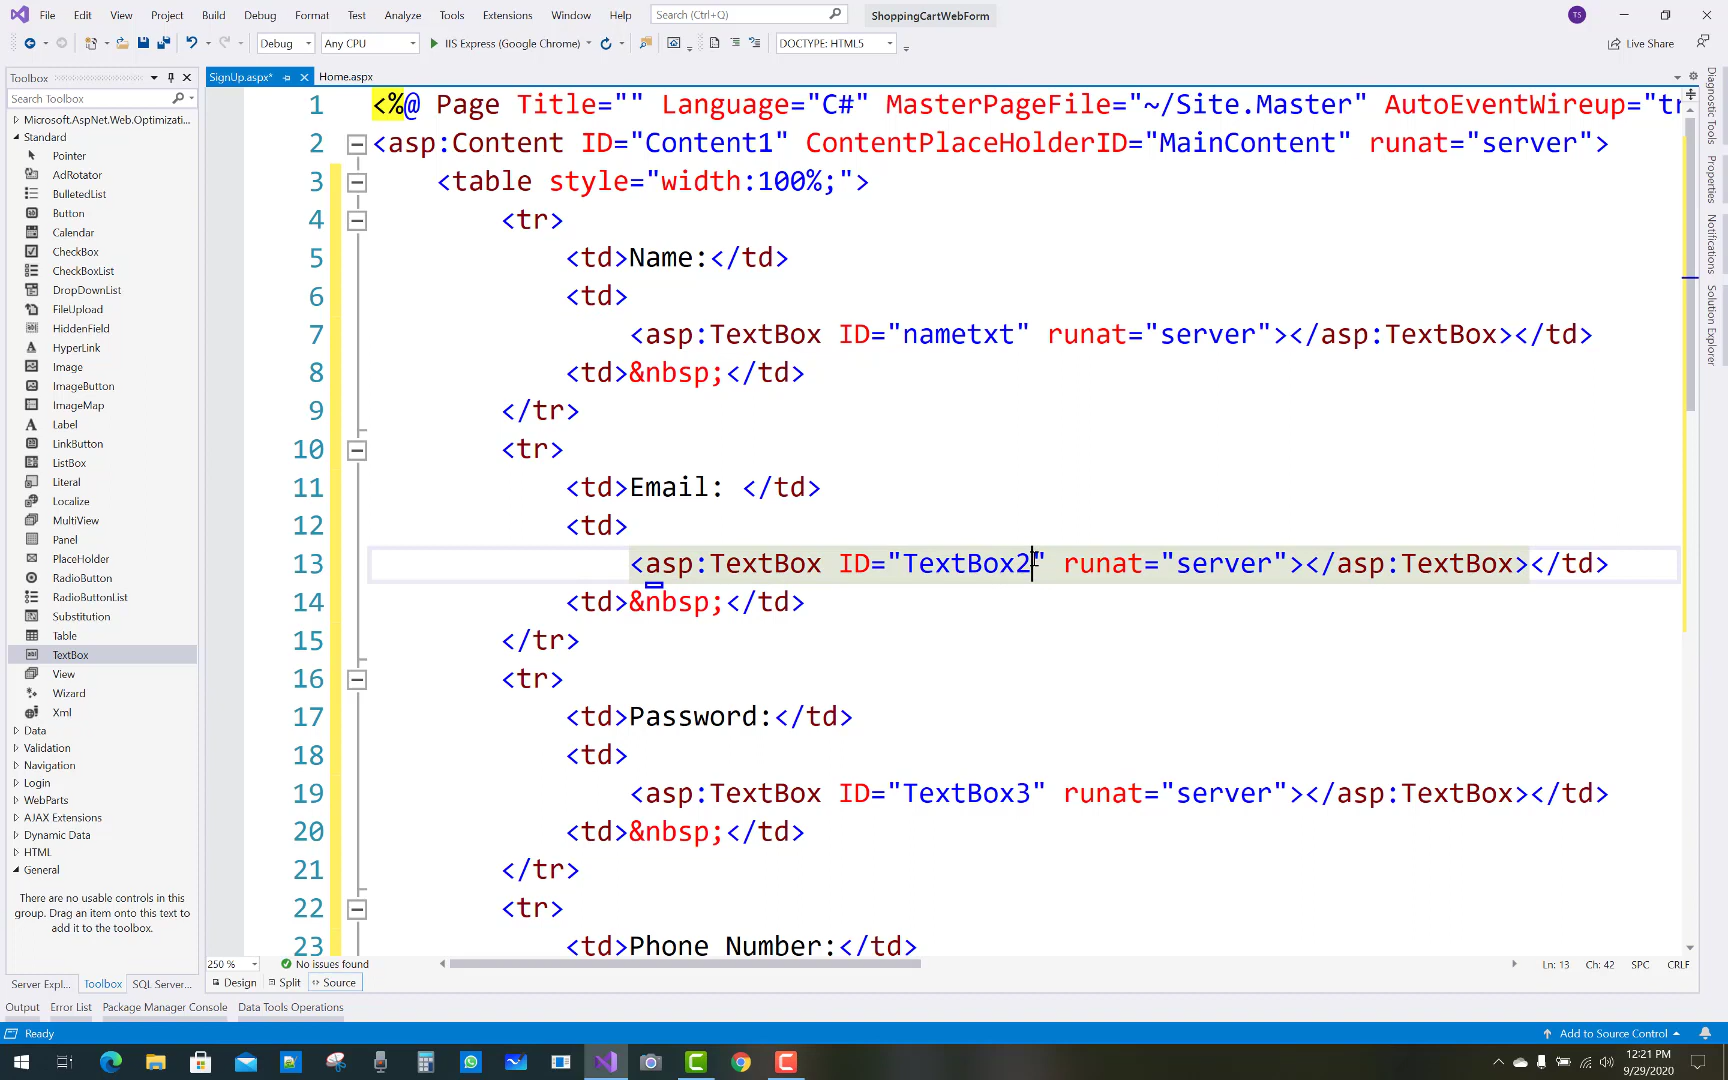 File Edit View Project Build Debug Format Test Analyze Tools Extensions Window Help Search (Ctrl+Q) ShoppingCartWebForm TS
Debug Any CPU IIS Express (Google Chrome) DOCTYPE: HTML5 Live Share
Toolbox
Search Toolbox
Microsoft.AspNet.Web.Optimizati...
Standard
Pointer
AdRotator
BulletedList
Button
Calendar
CheckBox
CheckBoxList
DropDownList
FileUpload
HiddenField
HyperLink
Image
ImageButton
ImageMap
Label
LinkButton
ListBox
Literal
Localize
MultiView
Panel
PlaceHolder
RadioButton
RadioButtonList
Substitution
Table
TextBox
View
Wizard
Xml
Data
Validation
Navigation
Login
WebParts
AJAX Extensions
Dynamic Data
HTML
General
There are no usable controls in this
group. Drag an item onto this text to
add it to the toolbox.
Server Expl... Toolbox SQL Server...
SignUp.aspx* Home.aspx
1 <%@ Page Title="" Language="C#" MasterPageFile="~/Site.Master" AutoEventWireup="tr
2 <asp:Content ID="Content1" ContentPlaceHolderID="MainContent" runat="server">
3 <table style="width:100%;">
4 <tr>
5 <td>Name:</td>
6 <td>
7 <asp:TextBox ID="nametxt" runat="server"></asp:TextBox></td>
8 <td>&nbsp;</td>
9 </tr>
10 <tr>
11 <td>Email: </td>
12 <td>
13 <asp:TextBox ID="TextBox2" runat="server"></asp:TextBox></td>
14 <td>&nbsp;</td>
15 </tr>
16 <tr>
17 <td>Password:</td>
18 <td>
19 <asp:TextBox ID="TextBox3" runat="server"></asp:TextBox></td>
20 <td>&nbsp;</td>
21 </tr>
22 <tr>
23 <td>Phone Number:</td>
250 % No issues found Ln: 13 Ch: 42 SPC CRLF
Design Split Source
Diagnostic Tools
Properties
Notifications
Solution Explorer
Output Error List Package Manager Console Data Tools Operations
Ready Add to Source Control
12:21 PM
9/29/2020